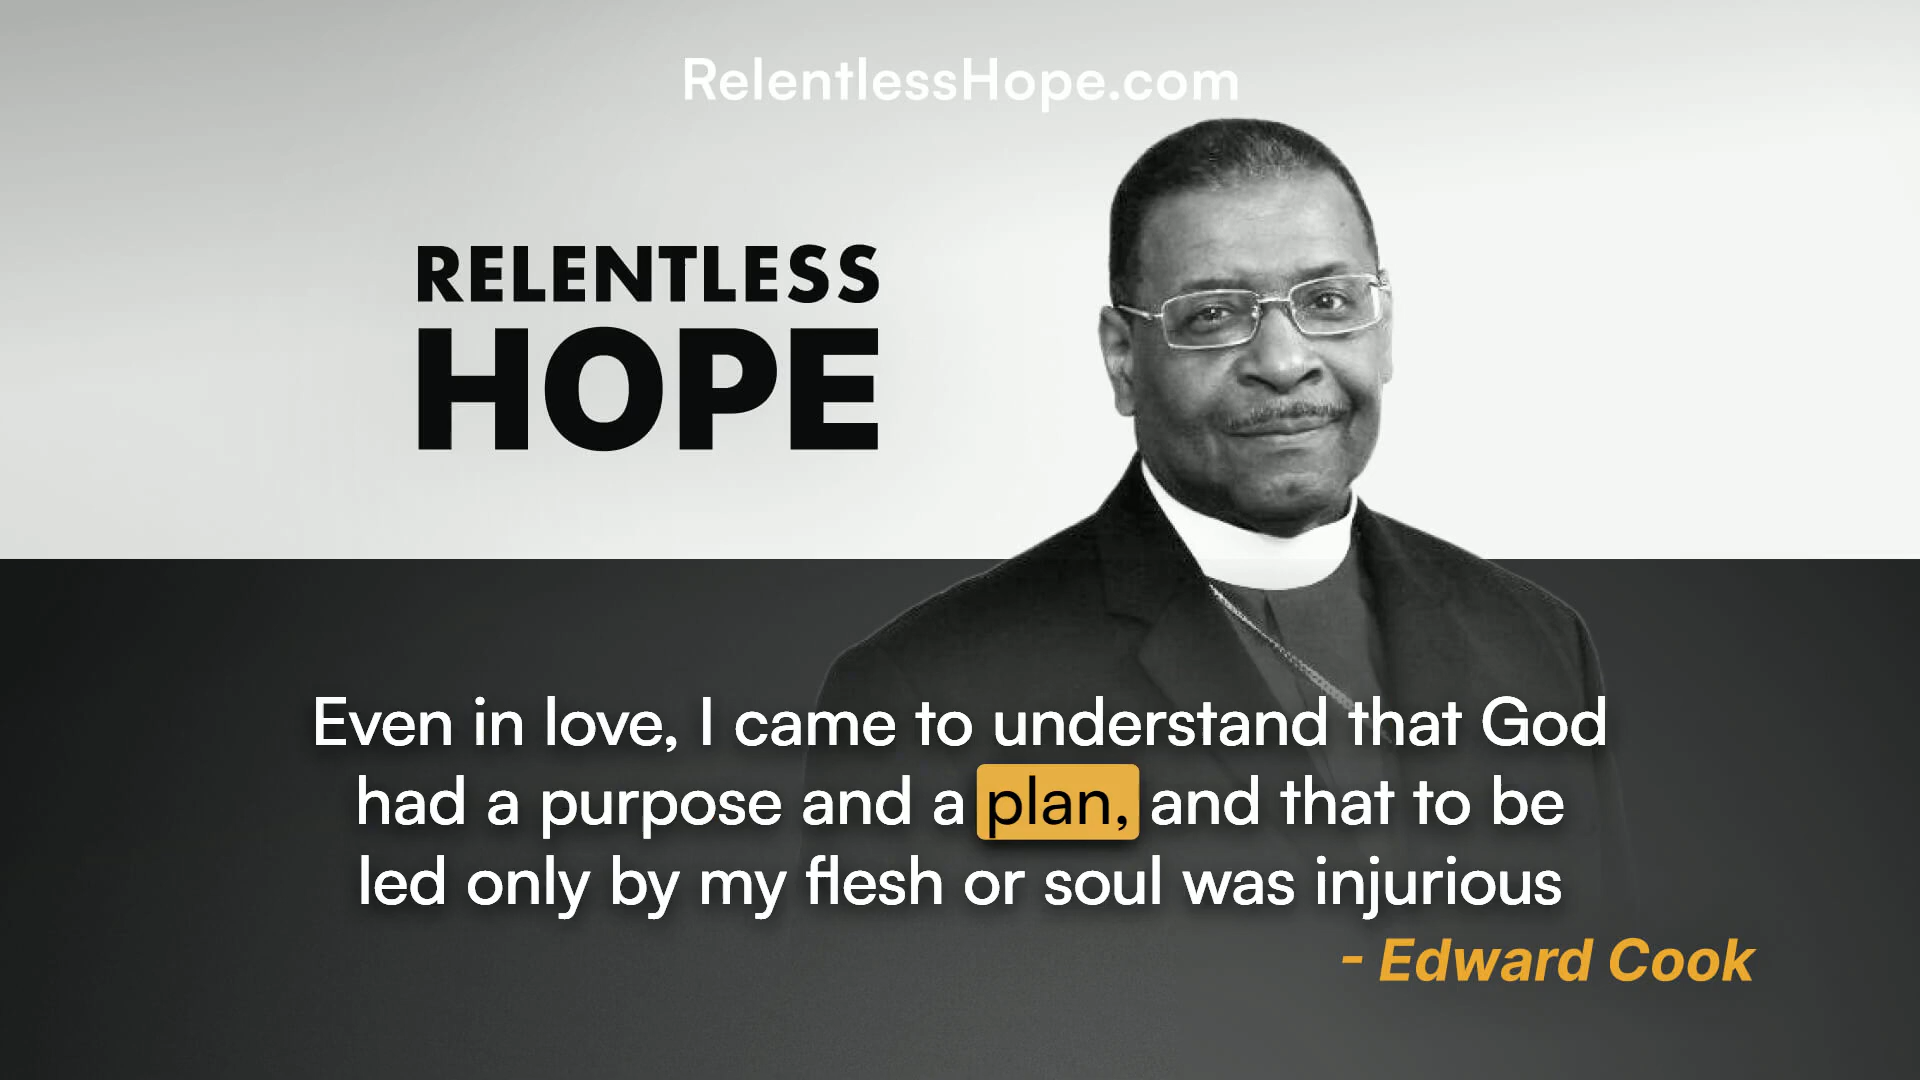 RelentlessHope.com
RELENTLESS
HOPE
Even in love, I came to understand that God
had a purpose and a plan, and that to be
led only by my flesh or soul was injurious
- Edward Cook